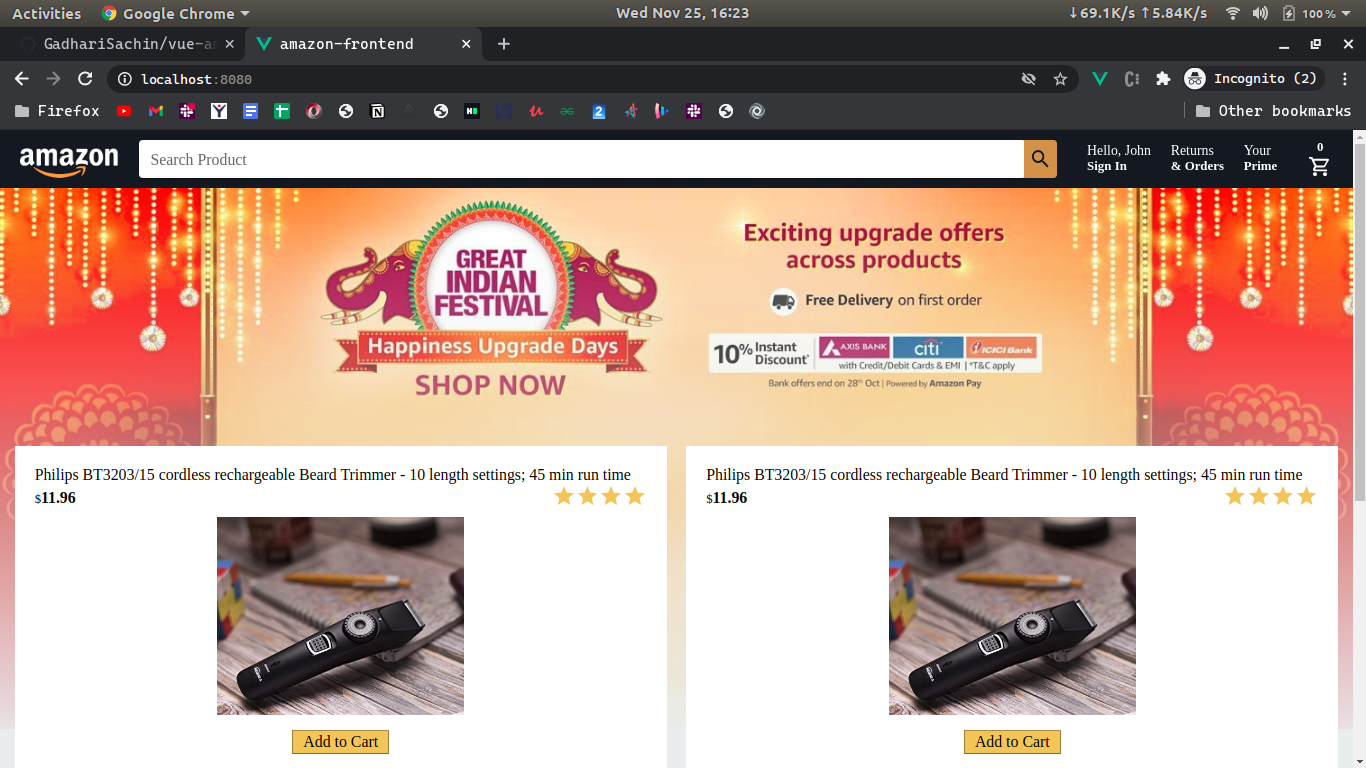 Activities Google Chrome Wed Nov 25, 16:23 ↓69.1K/s ↑5.84K/s 100 %
GadhariSachin/vue-a amazon-frontend
localhost:8080 Incognito (2)
Firefox Other bookmarks
amazon Search Product
Hello, John
Sign In
Returns
& Orders
Your
Prime
0
GREAT
INDIAN
FESTIVAL
Happiness Upgrade Days
SHOP NOW
Exciting upgrade offers
across products
Free Delivery on first order
10% Instant
Discount*
AXIS BANK citi ICICI Bank
with Credit/Debit Cards & EMI | *T&C apply
Bank offers end on 28th Oct | Powered by Amazon Pay
Philips BT3203/15 cordless rechargeable Beard Trimmer - 10 length settings; 45 min run time
$11.96
Add to Cart
Philips BT3203/15 cordless rechargeable Beard Trimmer - 10 length settings; 45 min run time
$11.96
Add to Cart